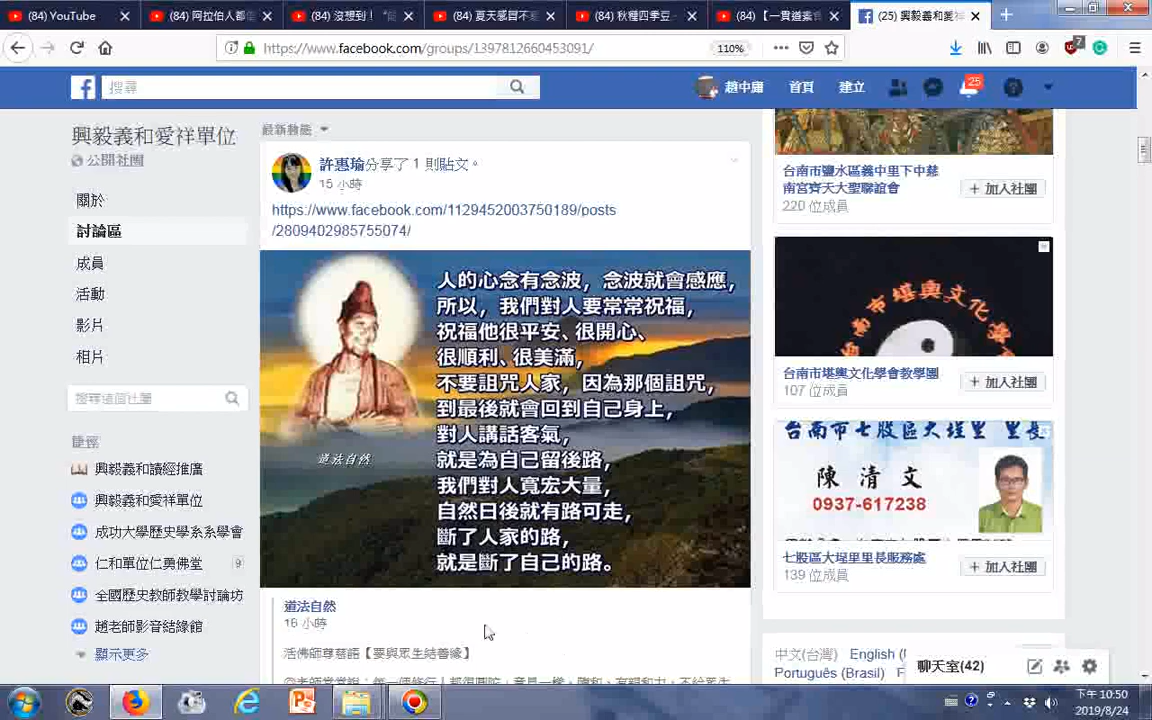 (84) YouTube
(84) 阿拉伯人都
(84) 沒想到！
(84) 夏天感冒不
(84) 秋種四季豆 -
(84) 【一貫道案
(25) 興毅義和愛祥
https://www.facebook.com/groups/1397812660453091/
110%
搜尋
趙中庸
首頁
建立
25
興毅義和愛祥單位
公開社團
關於
討論區
成員
活動
影片
相片
搜尋這個社團
捷徑
興毅義和讀經推廣
興毅義和愛祥單位
成功大學歷史學系系學會
仁和單位仁勇佛堂
9
全國歷史教師教學討論坊
趙老師影音結緣館
顯示更多
最新動態
許惠瑜分享了 1 則貼文。
15 小時
https://www.facebook.com/1129452003750189/posts
/2809402985755074/
人的心念有念波，念波就會感應，
所以，我們對人要常常祝福，
祝福他很平安、很開心、
很順利、很美滿，
不要詛咒人家，因為那個詛咒，
到最後就會回到自己身上，
對人講話客氣，
就是為自己留後路，
我們對人寬宏大量，
自然日後就有路可走，
斷了人家的路，
就是斷了自己的路。
道法自然
道法自然
16 小時
活佛師尊慈語【要與眾生結善緣】
台南市鹽水區義中里下中慈
南宮齊天大聖聯誼會
220 位成員
+ 加入社團
台南市堪輿文化學會教學團
107 位成員
+ 加入社團
台南市七股區大埕里 里長
陳清文
0937-617238
七股區大埕里里長服務處
139 位成員
+ 加入社團
中文(台灣)
English
Português (Brasil)
聊天室(42)
下午 10:50
2019/8/24